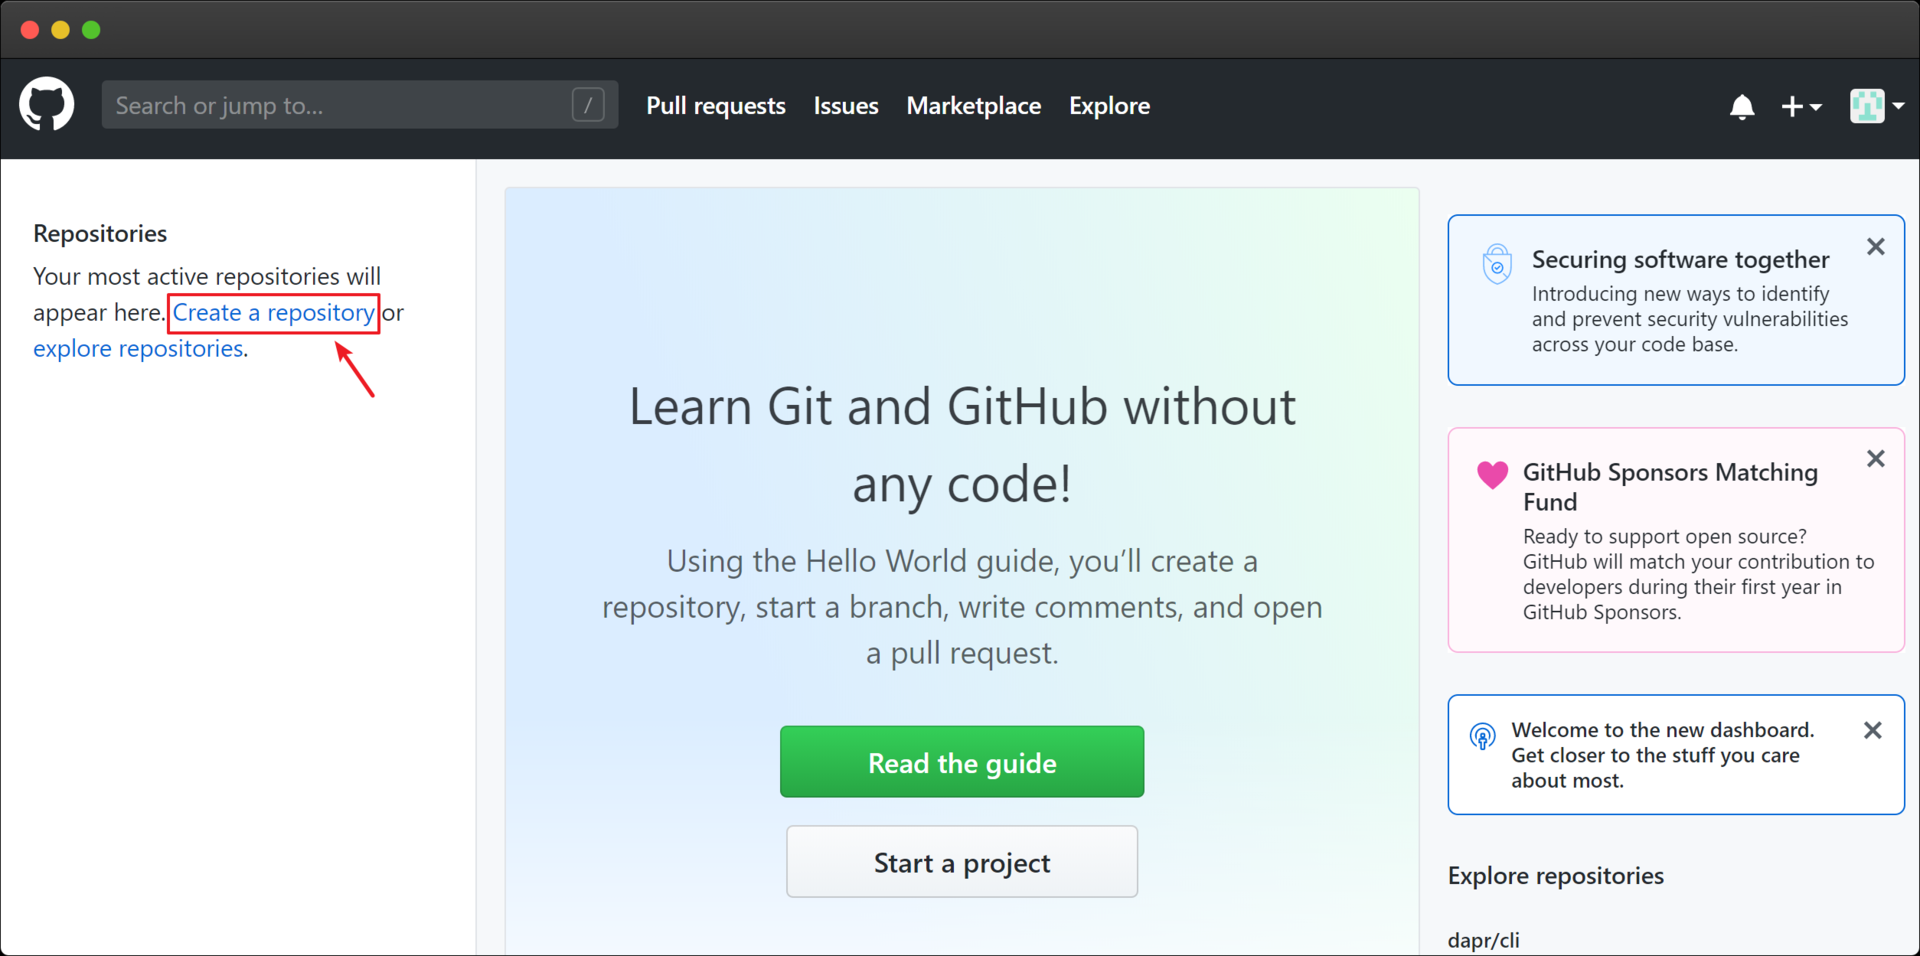 Search or jump to...
/
Pull requests
Issues
Marketplace
Explore
Repositories
Your most active repositories will
appear here. Create a repository or
explore repositories.
Learn Git and GitHub without
any code!
Using the Hello World guide, you’ll create a
repository, start a branch, write comments, and open
a pull request.
Read the guide
Start a project
Securing software together
Introducing new ways to identify
and prevent security vulnerabilities
across your code base.
GitHub Sponsors Matching
Fund
Ready to support open source?
GitHub will match your contribution to
developers during their first year in
GitHub Sponsors.
Welcome to the new dashboard.
Get closer to the stuff you care
about most.
Explore repositories
dapr/cli